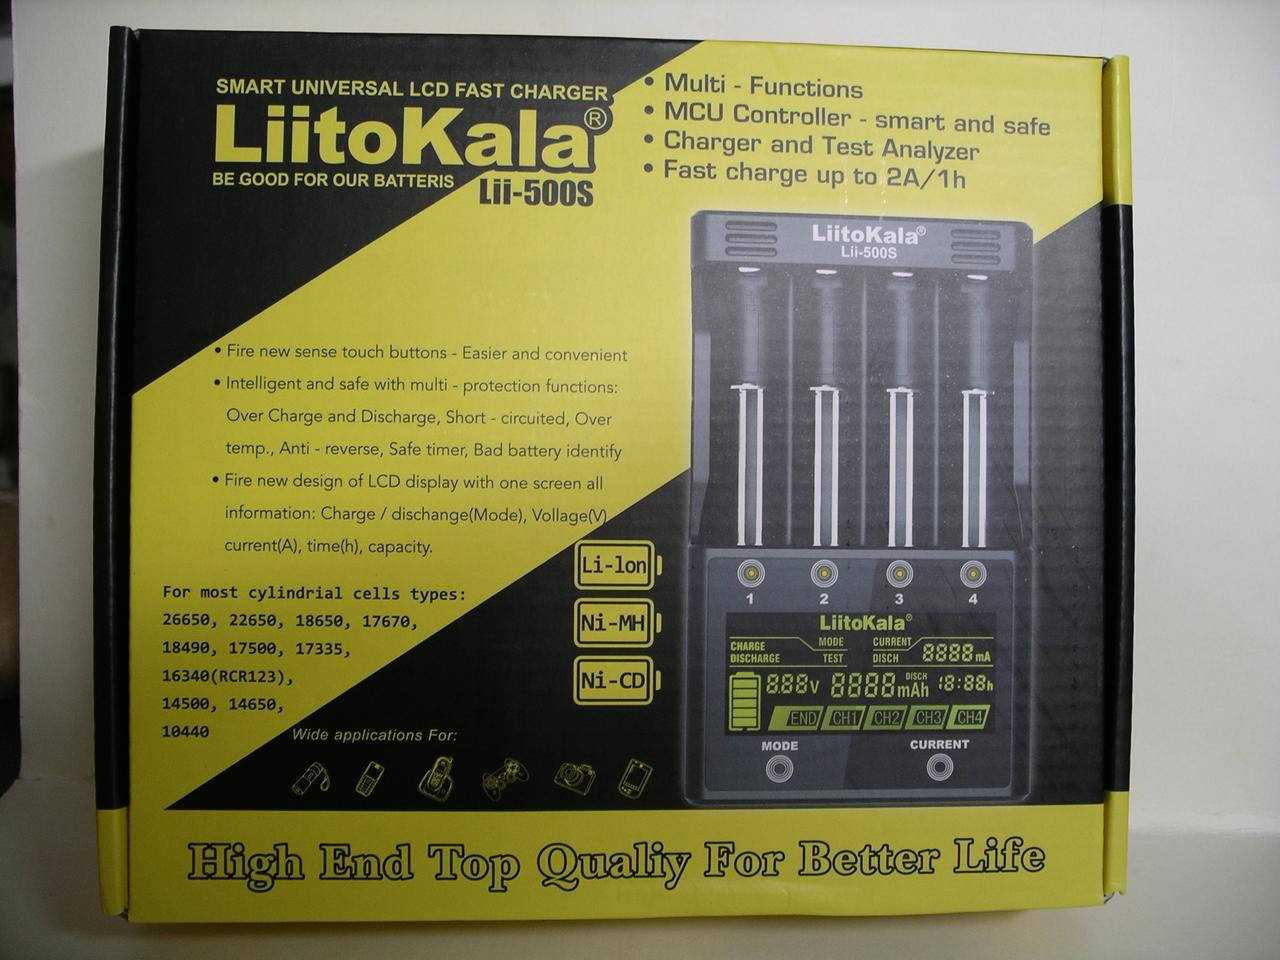 SMART UNIVERSAL LCD FAST CHARGER
LiitoKala®
BE GOOD FOR OUR BATTERIS
Lii-500S
• Multi - Functions
• MCU Controller - smart and safe
• Charger and Test Analyzer
• Fast charge up to 2A/1h
LiitoKala®
Lii-500S
• Fire new sense touch buttons - Easier and convenient
• Intelligent and safe with multi - protection functions:
Over Charge and Discharge, Short - circuited, Over
temp., Anti - reverse, Safe timer, Bad battery identify
• Fire new design of LCD display with one screen all
information: Charge / dischange(Mode), Vollage(V)
current(A), time(h), capacity.
Li-lon
Ni-MH
Ni-CD
For most cylindrial cells types:
26650, 22650, 18650, 17670,
18490, 17500, 17335,
16340(RCR123),
14500, 14650,
10440
Wide applications For:
1 2 3 4
LiitoKala®
CHARGE MODE CURRENT
DISCHARGE TEST DISCH 8888mA
8.88V 8888mAh DISCH 18:88h
END CH1 CH2 CH3 CH4
MODE CURRENT
High End Top Qualiy For Better Life